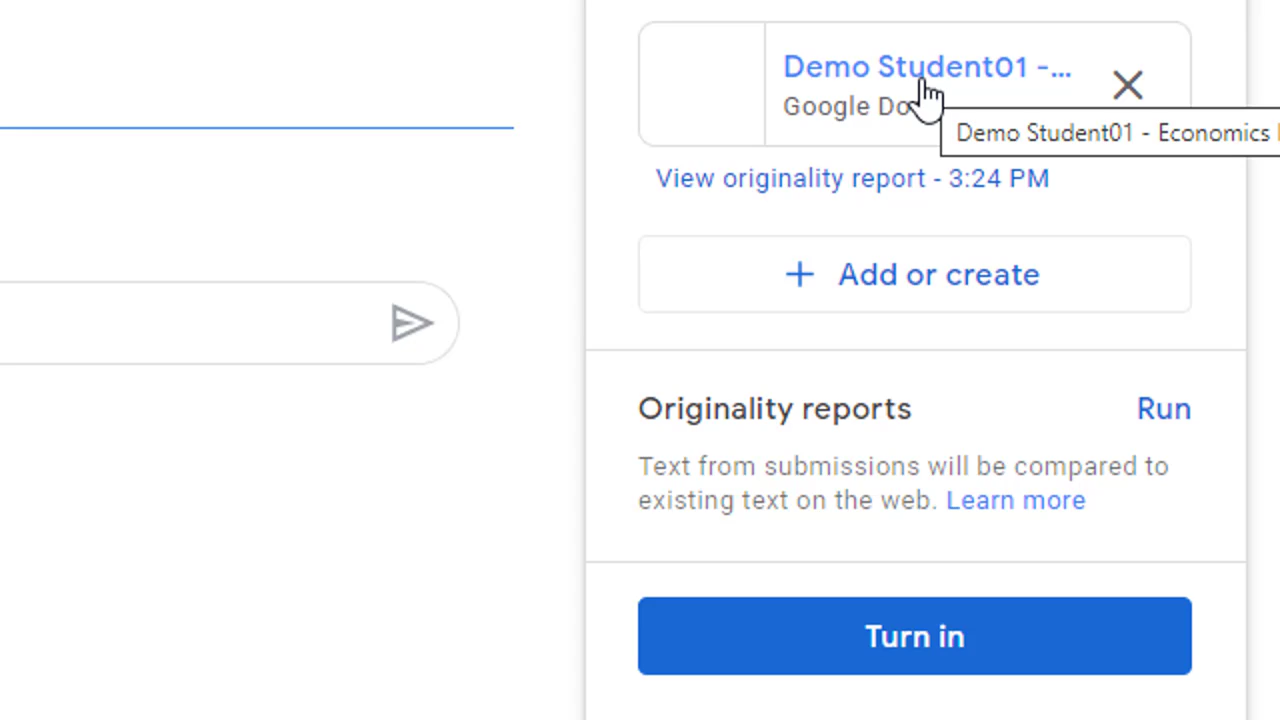 Demo Student01 -...
Google Do
Demo Student01 - Economics
View originality report - 3:24 PM
+ Add or create
Originality reports
Run
Text from submissions will be compared to
existing text on the web. Learn more
Turn in